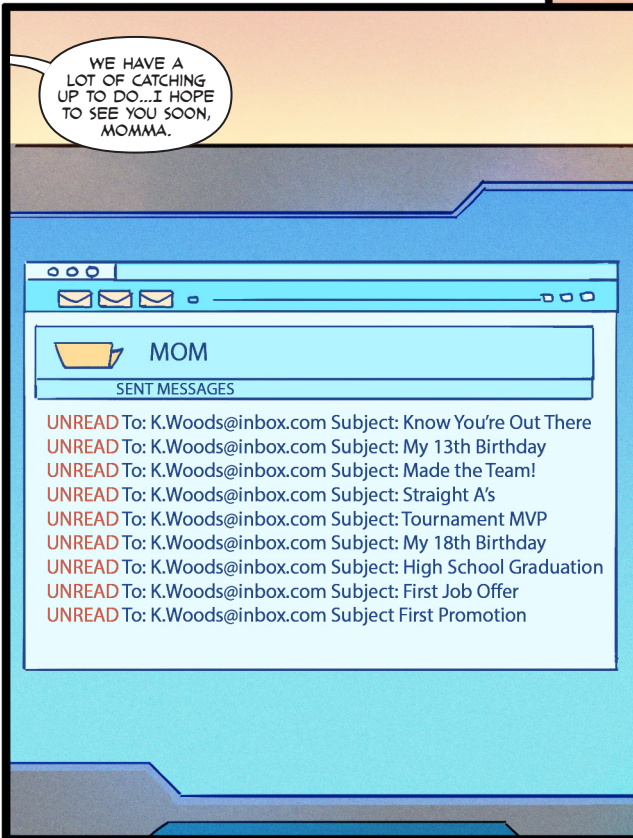 WE HAVE A
LOT OF CATCHING
UP TO DO...I HOPE
TO SEE YOU SOON,
MOMMA.
MOM
SENT MESSAGES
UNREAD To: K.Woods@inbox.com Subject: Know You're Out There
UNREAD To: K.Woods@inbox.com Subject: My 13th Birthday
UNREAD To: K.Woods@inbox.com Subject: Made the Team!
UNREAD To: K.Woods@inbox.com Subject: Straight A's
UNREAD To: K.Woods@inbox.com Subject: Tournament MVP
UNREAD To: K.Woods@inbox.com Subject: My 18th Birthday
UNREAD To: K.Woods@inbox.com Subject: High School Graduation
UNREAD To: K.Woods@inbox.com Subject: First Job Offer
UNREAD To: K.Woods@inbox.com Subject First Promotion